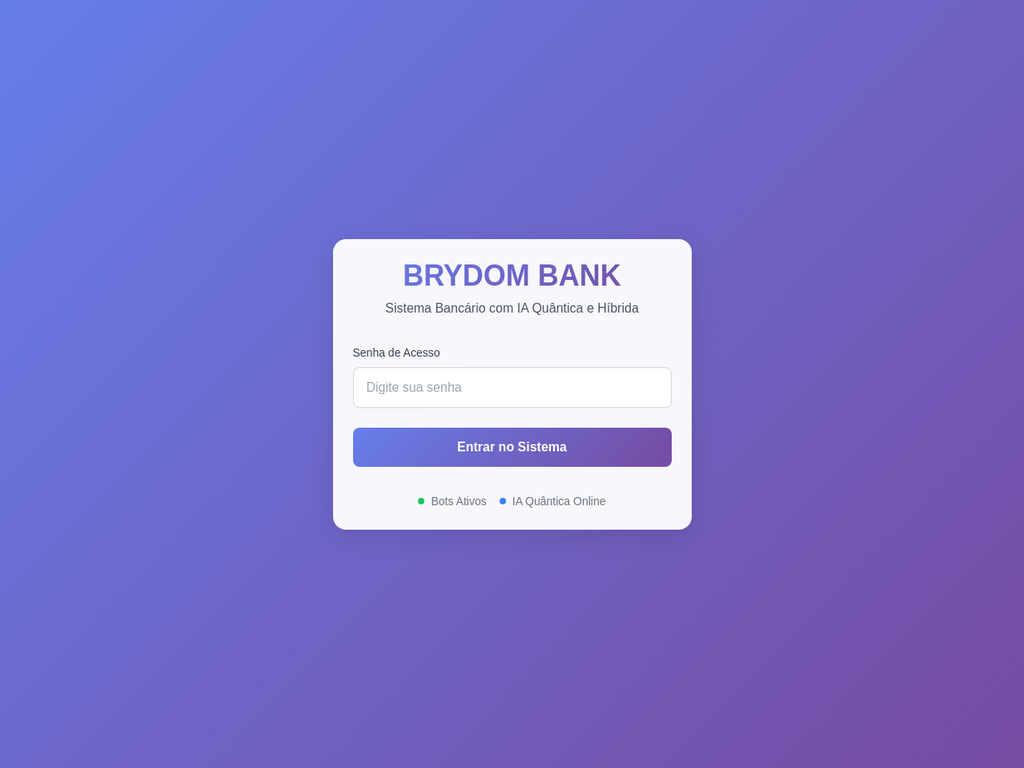 BRYDOM BANK
Sistema Bancário com IA Quântica e Híbrida
Senha de Acesso
Digite sua senha
Entrar no Sistema
Bots Ativos IA Quântica Online